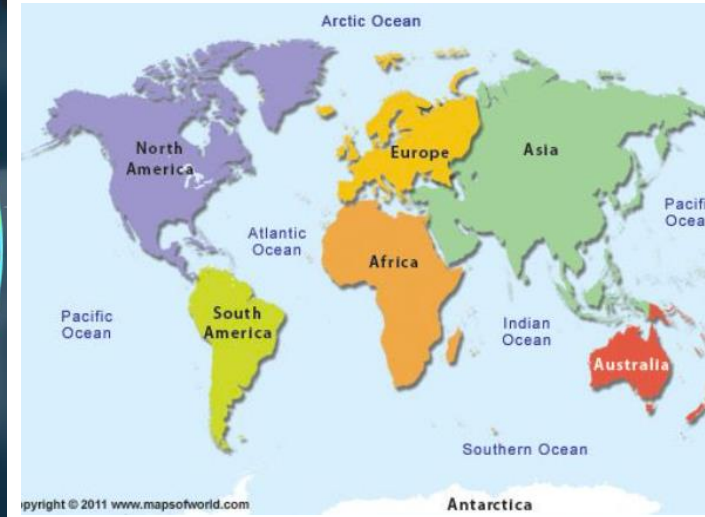 Arctic Ocean
North
America
Europe
Asia
Pacifi
Ocea
Atlantic
Ocean
Africa
Pacific
Ocean
South
America
Indian
Ocean
Australia
Southern Ocean
opyright © 2011 www.mapsofworld.com
Antarctica